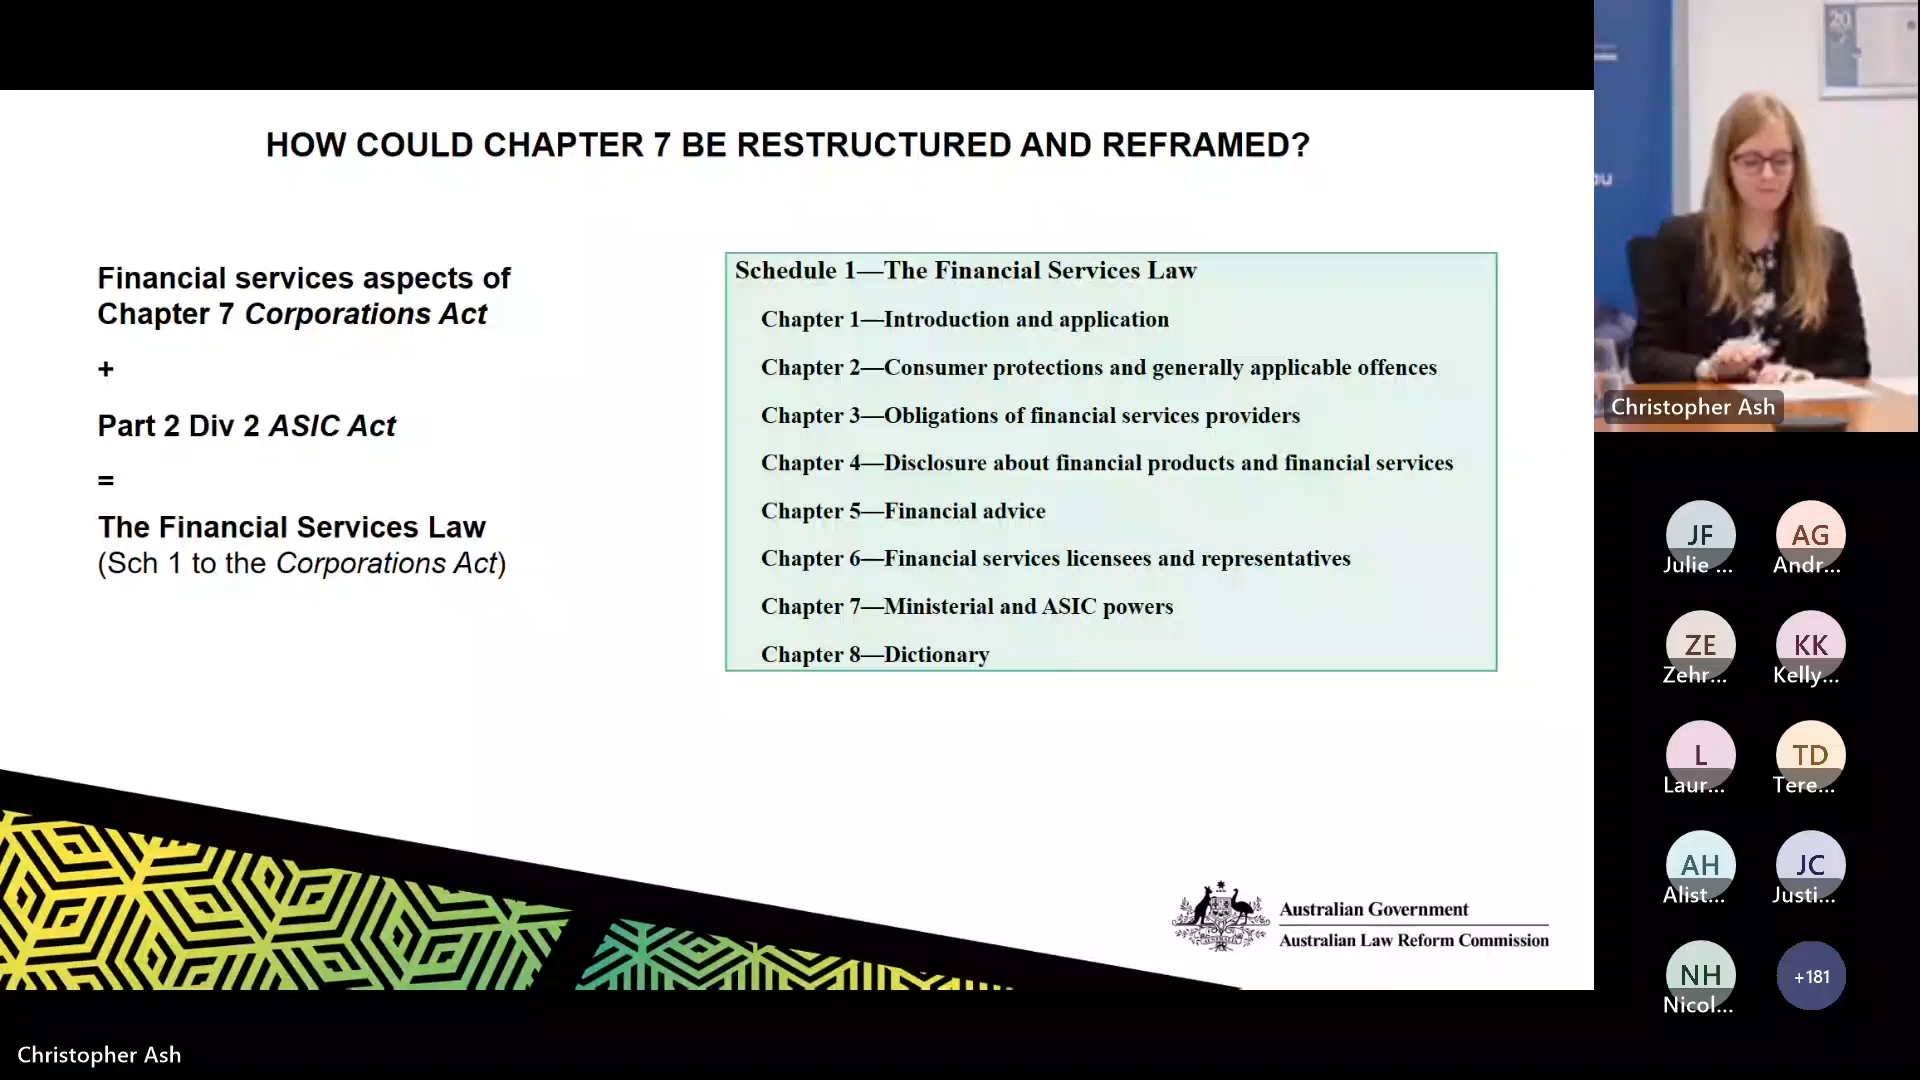 HOW COULD CHAPTER 7 BE RESTRUCTURED AND REFRAMED?
Financial services aspects of
Chapter 7 Corporations Act
+
Part 2 Div 2 ASIC Act
=
The Financial Services Law
(Sch 1 to the Corporations Act)
Schedule 1—The Financial Services Law
Chapter 1—Introduction and application
Chapter 2—Consumer protections and generally applicable offences
Chapter 3—Obligations of financial services providers
Chapter 4—Disclosure about financial products and financial services
Chapter 5—Financial advice
Chapter 6—Financial services licensees and representatives
Chapter 7—Ministerial and ASIC powers
Chapter 8—Dictionary
AUSTRALIA
Australian Government
Australian Law Reform Commission
Christopher Ash
20
au
Christopher Ash
JF
Julie ...
AG
Andr...
ZE
Zehr...
KK
Kelly...
L
Laur...
TD
Tere...
AH
Alist...
JC
Justi...
NH
Nicol...
+181